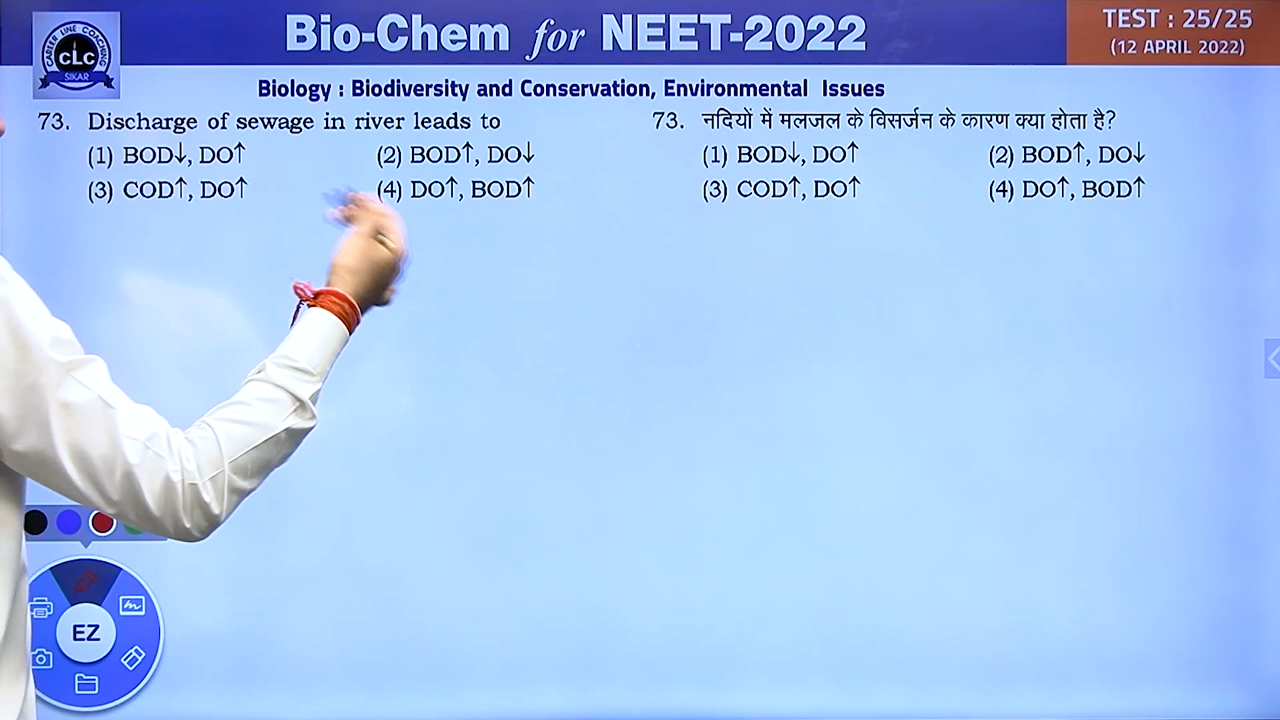 CAREER LINE COACHING
CLC
SIKAR
Bio-Chem for NEET-2022
TEST : 25/25
(12 APRIL 2022)
Biology : Biodiversity and Conservation, Environmental Issues
73. Discharge of sewage in river leads to
(1) BOD↓, DO↑ (2) BOD↑, DO↓
(3) COD↑, DO↑ (4) DO↑, BOD↑
73. नदियों में मलजल के विसर्जन के कारण क्या होता है?
(1) BOD↓, DO↑ (2) BOD↑, DO↓
(3) COD↑, DO↑ (4) DO↑, BOD↑
EZ